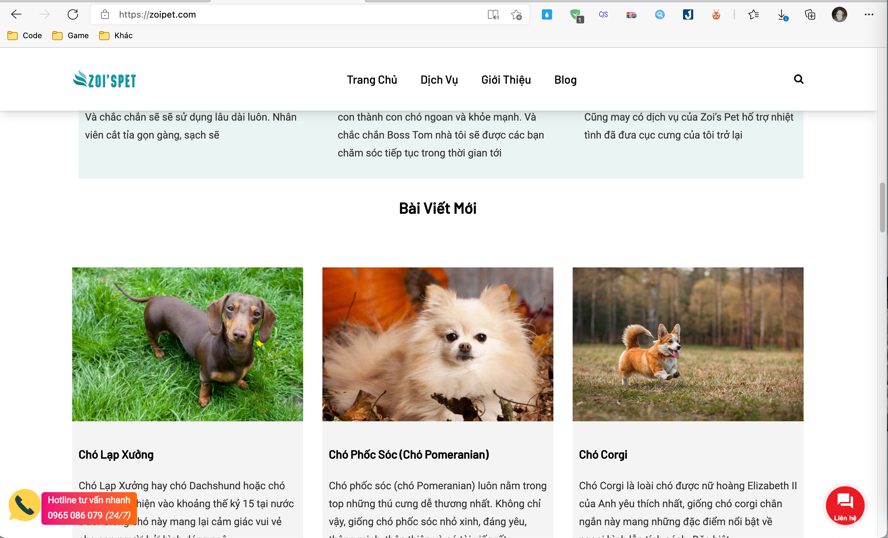 https://zoipet.com
1
CJS
Code
Game
Khác
ZOI'SPET
Trang Chủ
Dịch Vụ
Giới Thiệu
Blog
Và chắc chắn sẽ sẽ sử dụng lâu dài luôn. Nhân
viên cắt tỉa gọn gàng, sạch sẽ
con thành con chó ngoan và khỏe mạnh. Và
chắc chắn Boss Tom nhà tôi sẽ được các bạn
chăm sóc tiếp tục trong thời gian tới
Cũng may có dịch vụ của Zoi's Pet hổ trợ nhiệt
tình đã đưa cục cưng của tôi trở lại
Bài Viết Mới
Chó Lạp Xưởng
Chó Lạp Xưởng hay chó Dachshund hoặc chó
hiện vào khoảng thế kỷ 15 tại nước
chó này mang lại cảm giác vui vẻ
Chó Phốc Sóc (Chó Pomeranian)
Chó phốc sóc (chó Pomeranian) luôn nằm trong
top những thú cưng dễ thương nhất. Không chỉ
vậy, giống chó phốc sóc nhỏ xinh, đáng yêu,
Chó Corgi
Chó Corgi là loài chó được nữ hoàng Elizabeth II
của Anh yêu thích nhất, giống chó corgi chân
ngắn này mang những đặc điểm nổi bật về
Hotline tư vấn nhanh
0965 086 079 (24/7)
Liên hệ